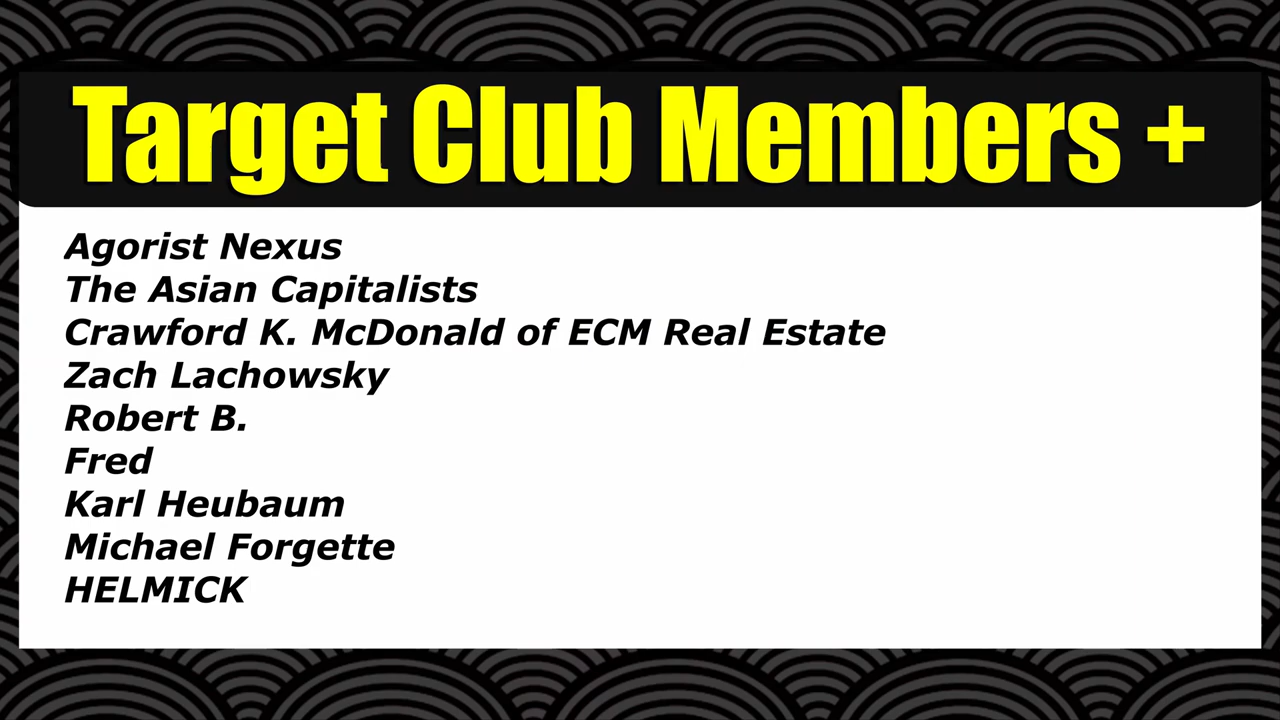 Target Club Members +
Agorist Nexus
The Asian Capitalists
Crawford K. McDonald of ECM Real Estate
Zach Lachowsky
Robert B.
Fred
Karl Heubaum
Michael Forgette
HELMICK